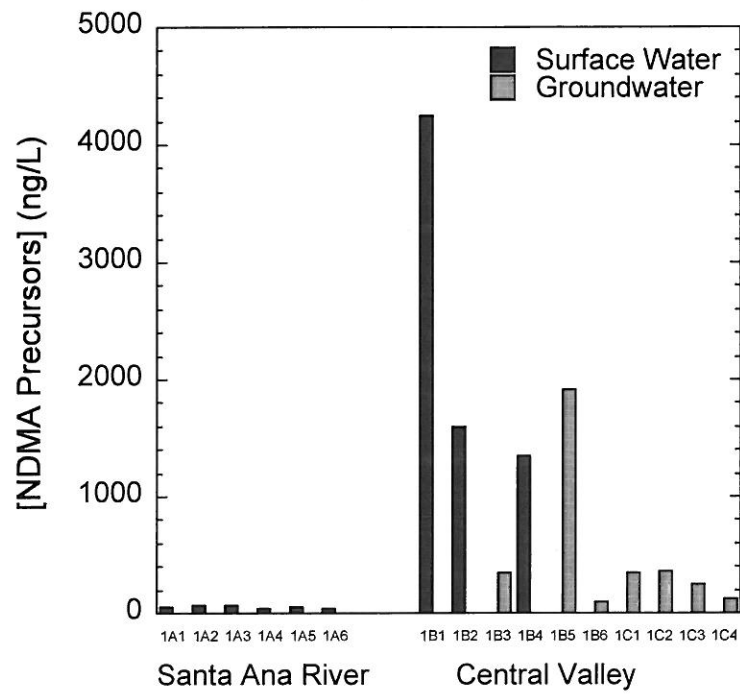 5000
4000
3000
2000
1000
0
[NDMA Precursors] (ng/L)
Surface Water
Groundwater
1A1 1A2 1A3 1A4 1A5 1A6 1B1 1B2 1B3 1B4 1B5 1B6 1C1 1C2 1C3 1C4
Santa Ana River Central Valley